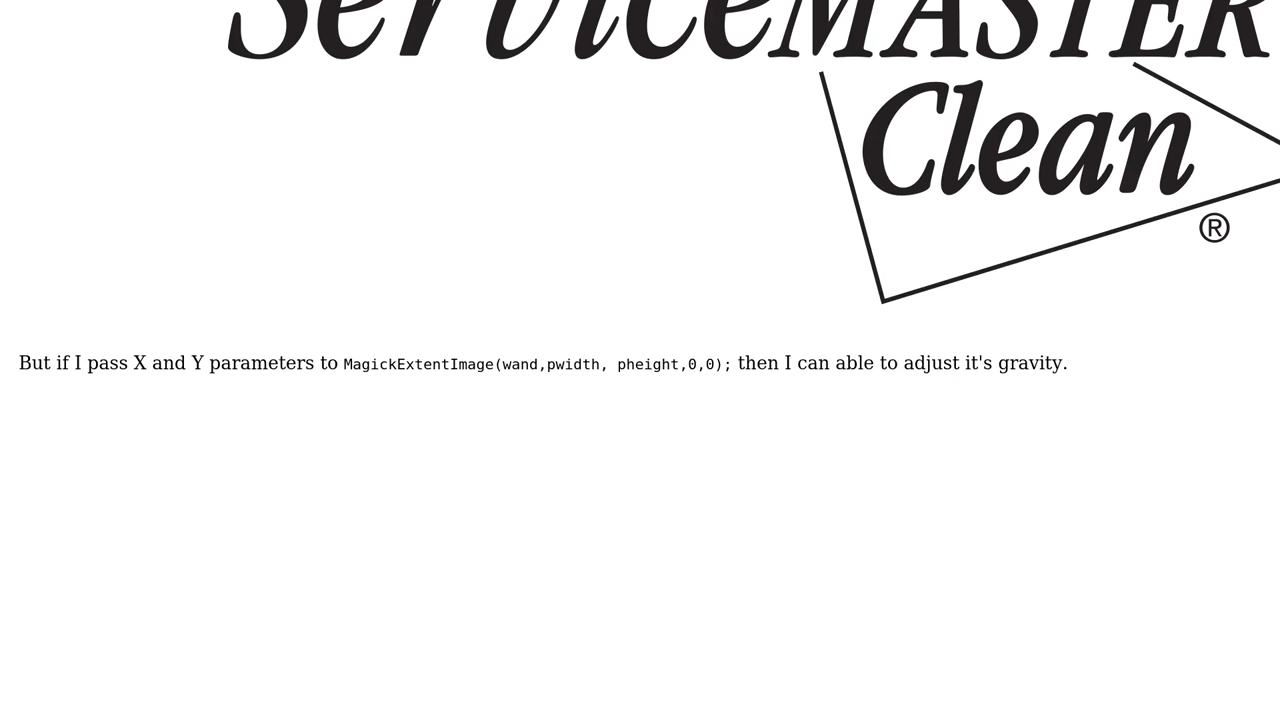 ServiceMASTER
Clean
®
But if I pass X and Y parameters to MagickExtentImage(wand,pwidth, pheight,0,0); then I can able to adjust it's gravity.